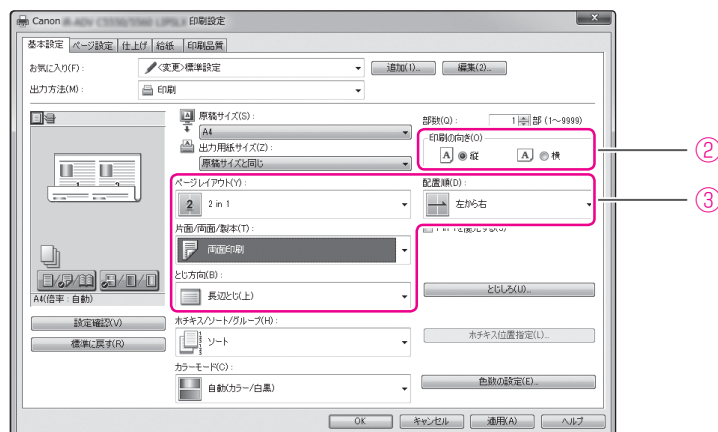 Canon iR-ADV C5550/5560 LIPSLX 印刷設定
基本設定 ページ設定 仕上げ 給紙 印刷品質
お気に入り(F): <変更>標準設定 追加(1)... 編集(2)...
出力方法(M): 印刷
原稿サイズ(S):
A4
出力用紙サイズ(Z):
原稿サイズと同じ
部数(Q): 1 部 (1~9999)
印刷の向き(O)
A 縦 A 横
②
ページレイアウト(Y):
2 2 in 1
配置順(D):
左から右
③
片面/両面/製本(T):
両面印刷
とじ方向(B):
長辺とじ(上)
とじしろ(U)...
A4(倍率:自動)
設定確認(V)
標準に戻す(R)
ホチキス/ソート/グループ(H):
ソート
ホチキス位置指定(L)...
カラーモード(C):
自動(カラー/白黒)
色数の設定(E)...
OK キャンセル 適用(A) ヘルプ